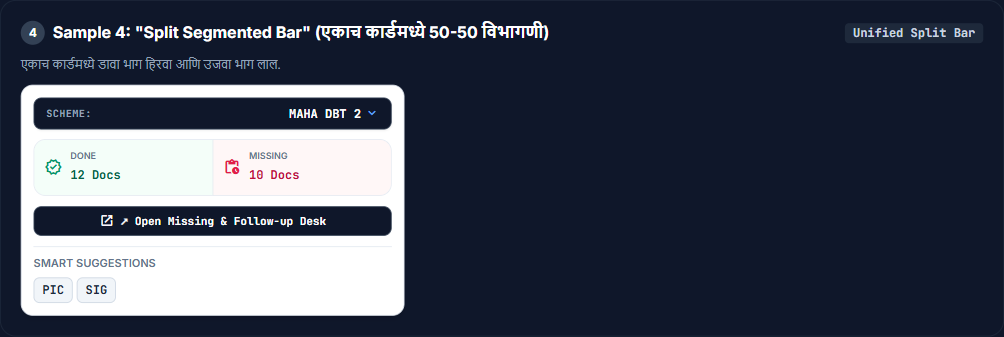 4 Sample 4: "Split Segmented Bar" (एकाच कार्डमध्ये 50-50 विभागणी)
Unified Split Bar
एकाच कार्डमध्ये डावा भाग हिरवा आणि उजवा भाग लाल.
SCHEME: MAHA DBT 2
DONE
12 Docs
MISSING
10 Docs
↗ Open Missing & Follow-up Desk
SMART SUGGESTIONS
PIC SIG